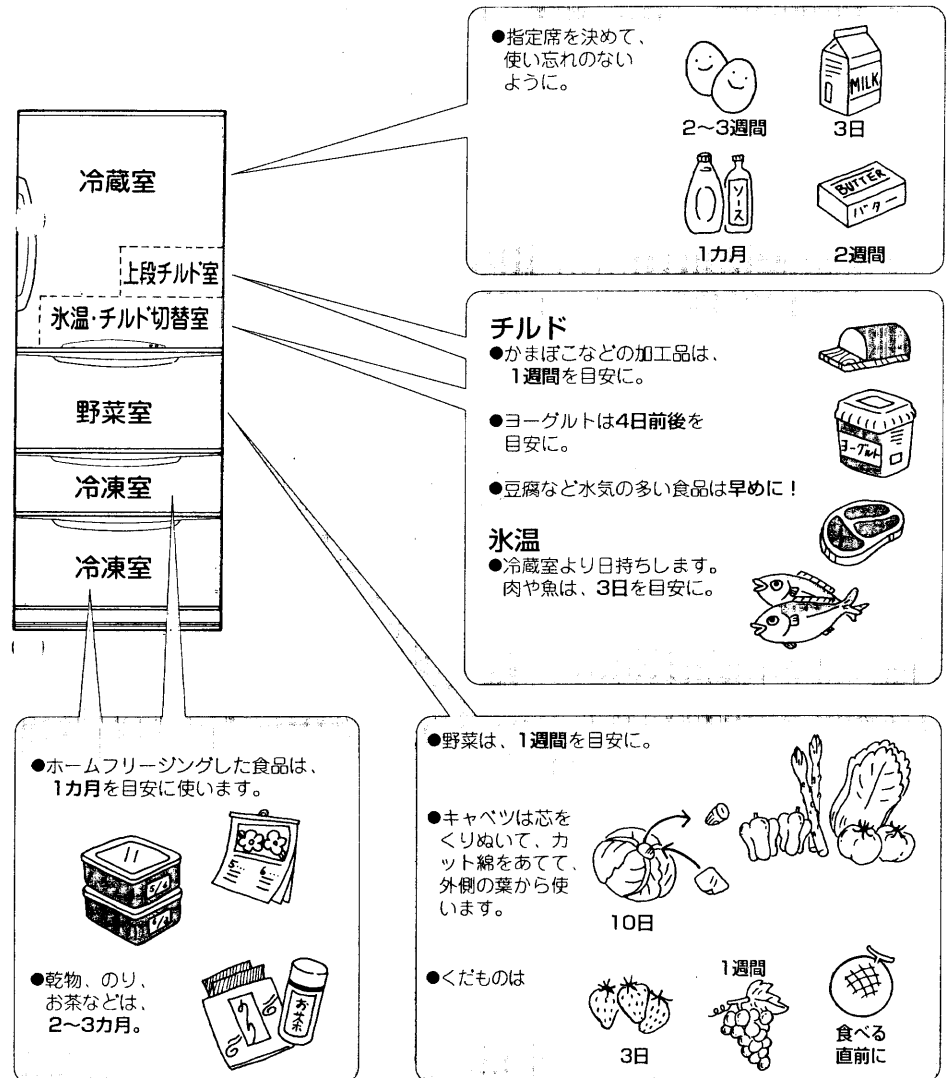 冷蔵室
上段チルド室
氷温・チルド切替室
野菜室
冷凍室
冷凍室
●指定席を決めて、
使い忘れのない
ように。
MILK
2〜3週間
3日
ソース
BUTTER
バター
1カ月
2週間
チルド
●かまぼこなどの加工品は、
1週間を目安に。
●ヨーグルトは4日前後を
目安に。
ヨーグルト
●豆腐など水気の多い食品は早めに！
氷温
●冷蔵室より日持ちします。
肉や魚は、3日を目安に。
●ホームフリージングした食品は、
1カ月を目安に使います。
5…
6…
●乾物、のり、
お茶などは、
2〜3カ月。
のり
お茶
●野菜は、1週間を目安に。
●キャベツは芯を
くりぬいて、カ
ット綿をあてて、
外側の葉から使
います。
10日
●くだものは
3日
1週間
食べる
直前に